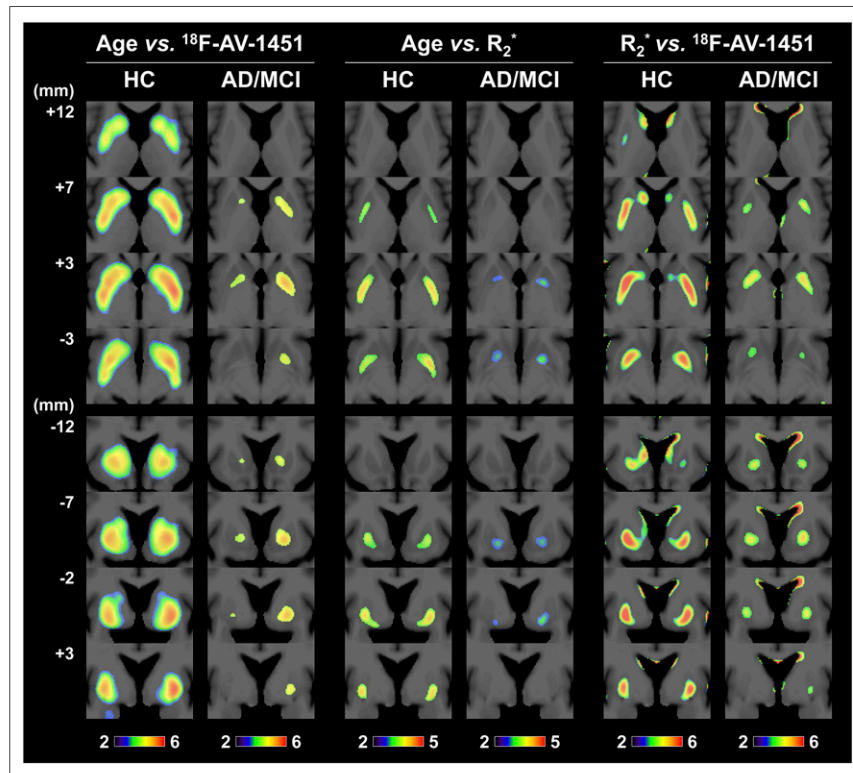 Age vs. ¹⁸F-AV-1451 Age vs. R₂* R₂* vs. ¹⁸F-AV-1451
HC AD/MCI HC AD/MCI HC AD/MCI
(mm)
+12
+7
+3
-3
(mm)
-12
-7
-2
+3
2 6 2 6 2 5 2 5 2 6 2 6